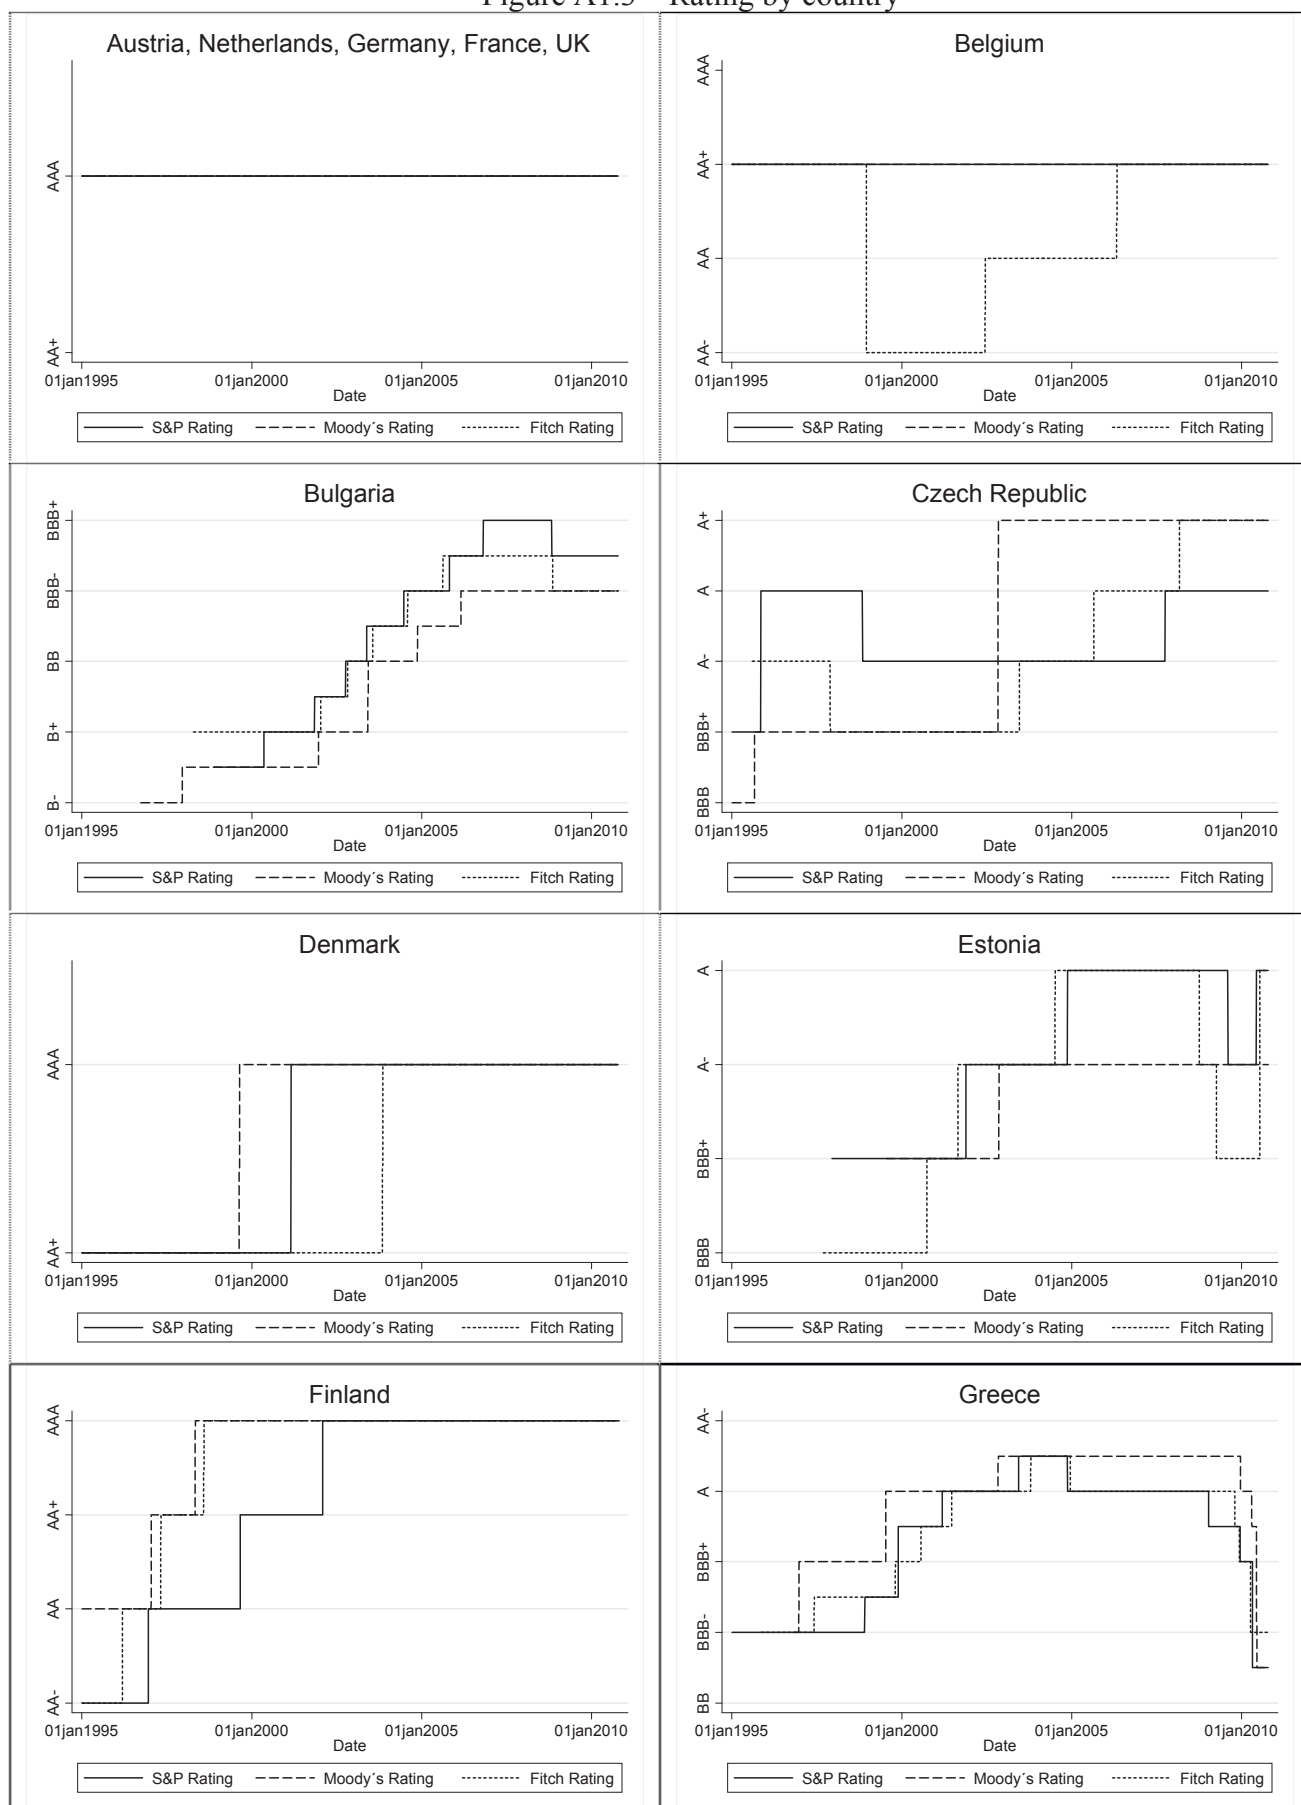 Figure A1.3 – Rating by country
Austria, Netherlands, Germany, France, UK
AAA
AA+
01jan1995 01jan2000 01jan2005 01jan2010
Date
S&P Rating Moody´s Rating Fitch Rating
Belgium
AAA
AA+
AA
AA-
01jan1995 01jan2000 01jan2005 01jan2010
Date
S&P Rating Moody´s Rating Fitch Rating
Bulgaria
BBB+
BBB-
BB
B+
B-
01jan1995 01jan2000 01jan2005 01jan2010
Date
S&P Rating Moody´s Rating Fitch Rating
Czech Republic
A+
A
A-
BBB+
BBB
01jan1995 01jan2000 01jan2005 01jan2010
Date
S&P Rating Moody´s Rating Fitch Rating
Denmark
AAA
AA+
01jan1995 01jan2000 01jan2005 01jan2010
Date
S&P Rating Moody´s Rating Fitch Rating
Estonia
A
A-
BBB+
BBB
01jan1995 01jan2000 01jan2005 01jan2010
Date
S&P Rating Moody´s Rating Fitch Rating
Finland
AAA
AA+
AA
AA-
01jan1995 01jan2000 01jan2005 01jan2010
Date
S&P Rating Moody´s Rating Fitch Rating
Greece
AA-
A
BBB+
BBB-
BB
01jan1995 01jan2000 01jan2005 01jan2010
Date
S&P Rating Moody´s Rating Fitch Rating